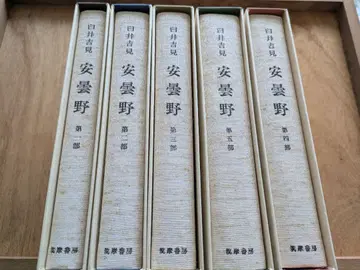 臼井吉見
安曇野
第一部
筑摩書房
臼井吉見
安曇野
第二部
筑摩書房
臼井吉見
安曇野
第三部
筑摩書房
臼井吉見
安曇野
第五部
筑摩書房
臼井吉見
安曇野
第四部
筑摩書房